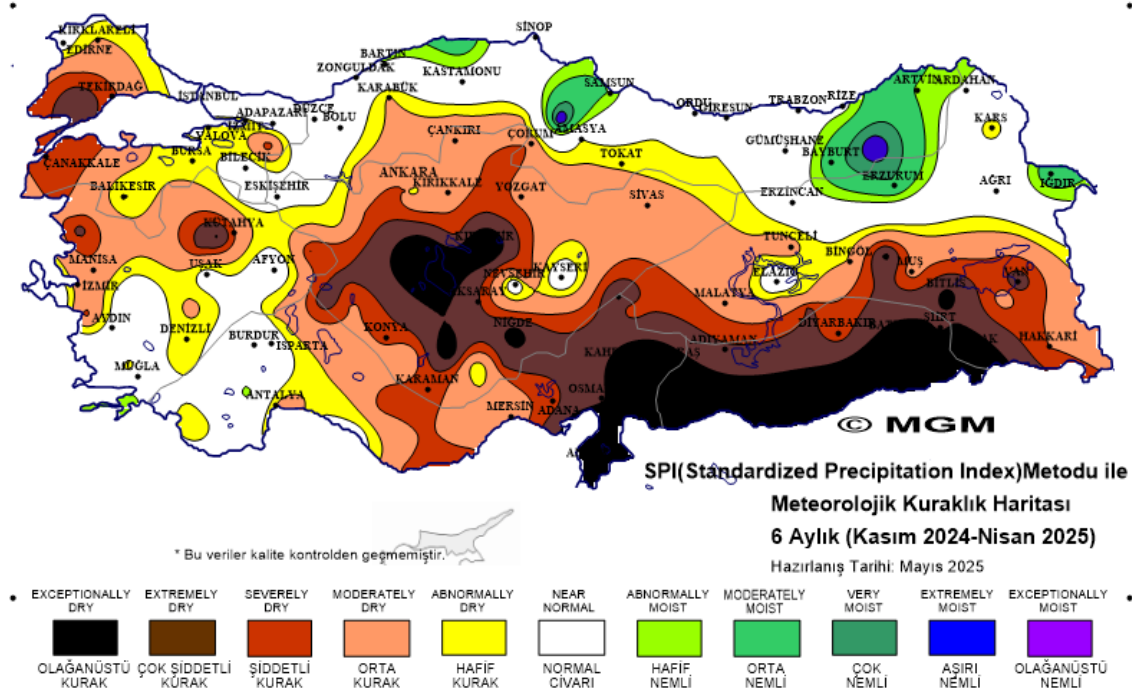 SİNOP
KIRKLARELİ
EDİRNE
BARTIN
ZONGULDAK
KASTAMONU
KARABÜK
TEKİRDAĞ
İSTANBUL
SAMSUN
ARTVİN
ARDAHAN
ORDU
GİRESUN
TRABZON
RİZE
ADAPAZARI
DÜZCE
BOLU
İZMİT
YALOVA
ÇANKIRI
ÇORUM
AMASYA
KARS
GÜMÜŞHANE
BAYBURT
BURSA
BİLECİK
TOKAT
ÇANAKKALE
ANKARA
KIRIKKALE
ESKİŞEHİR
BALIKESİR
YOZGAT
SİVAS
ERZİNCAN
ERZURUM
AĞRI
IĞDIR
KÜTAHYA
TUNCELİ
BİNGÖL
MUŞ
MANİSA
UŞAK
AFYON
NEVŞEHİR
KAYSERİ
ELAZIĞ
BİTLİS
VAN
İZMİR
AKSARAY
MALATYA
AYDIN
DENİZLİ
BURDUR
ISPARTA
KONYA
NİĞDE
ADIYAMAN
DİYARBAKIR
SİİRT
HAKKARİ
MUĞLA
ANTALYA
KARAMAN
MERSİN
ADANA
OSMA
© MGM
SPI(Standardized Precipitation Index)Metodu ile
Meteorolojik Kuraklık Haritası
6 Aylık (Kasım 2024-Nisan 2025)
Hazırlanış Tarihi: Mayıs 2025
* Bu veriler kalite kontrolden geçmemiştir.
EXCEPTIONALLY DRY
EXTREMELY DRY
SEVERELY DRY
MODERATELY DRY
ABNORMALLY DRY
NEAR NORMAL
ABNORMALLY MOIST
MODERATELY MOIST
VERY MOIST
EXTREMELY MOIST
EXCEPTIONALLY MOIST
OLAĞANÜSTÜ KURAK
ÇOK ŞİDDETLİ KURAK
ŞİDDETLİ KURAK
ORTA KURAK
HAFİF KURAK
NORMAL CİVARI
HAFİF NEMLİ
ORTA NEMLİ
ÇOK NEMLİ
AŞIRI NEMLİ
OLAĞANÜSTÜ NEMLİ